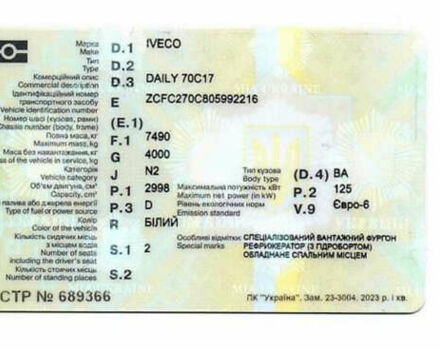 Марка D.1 IVECO
Make
Тип D.2
Type
Комерційний опис D.3 DAILY 70C17
Commercial description
Ідентифікаційний номер
транспортного засобу E ZCFC270C805992216
Vehicle identification number
Номер шасі (кузова, рами) (E.1)
Chassis number (body, frame)
Повна маса, кг F.1 7490
Maximum mass, kg
Маса без навантаження, кг G 4000
ss of the vehicle in service, kg
Категорія J N2 Тип кузова (D.4) ВА
Vehicle category Body type
Об'єм двигуна, см³ P.1 2998 Максимальна потужність кВт P.2 125
Capacity, cm³ Maximum net power (in kW)
палива або джерела енергії P.3 D Рівень екологічних норм V.9 Євро-6
Type of fuel or power source Emission standard
Колір R БІЛИЙ
Color of the vehicle
Кількість сидячих місць Особливі відмітки: СПЕЦІАЛІЗОВАНИЙ ВАНТАЖНИЙ ФУРГОН
з місцем водія S.1 2 РЕФРИЖЕРАТОР (З ГІДРОБОРТОМ)
Number of seats ОБЛАДНАНЕ СПАЛЬНИМ МІСЦЕМ
including the driver's seat
Кількість стоячих місць S.2
Number of standing places
СТР № 689366 ПК "Україна". Зам. 23-3004. 2023 р. І кв.